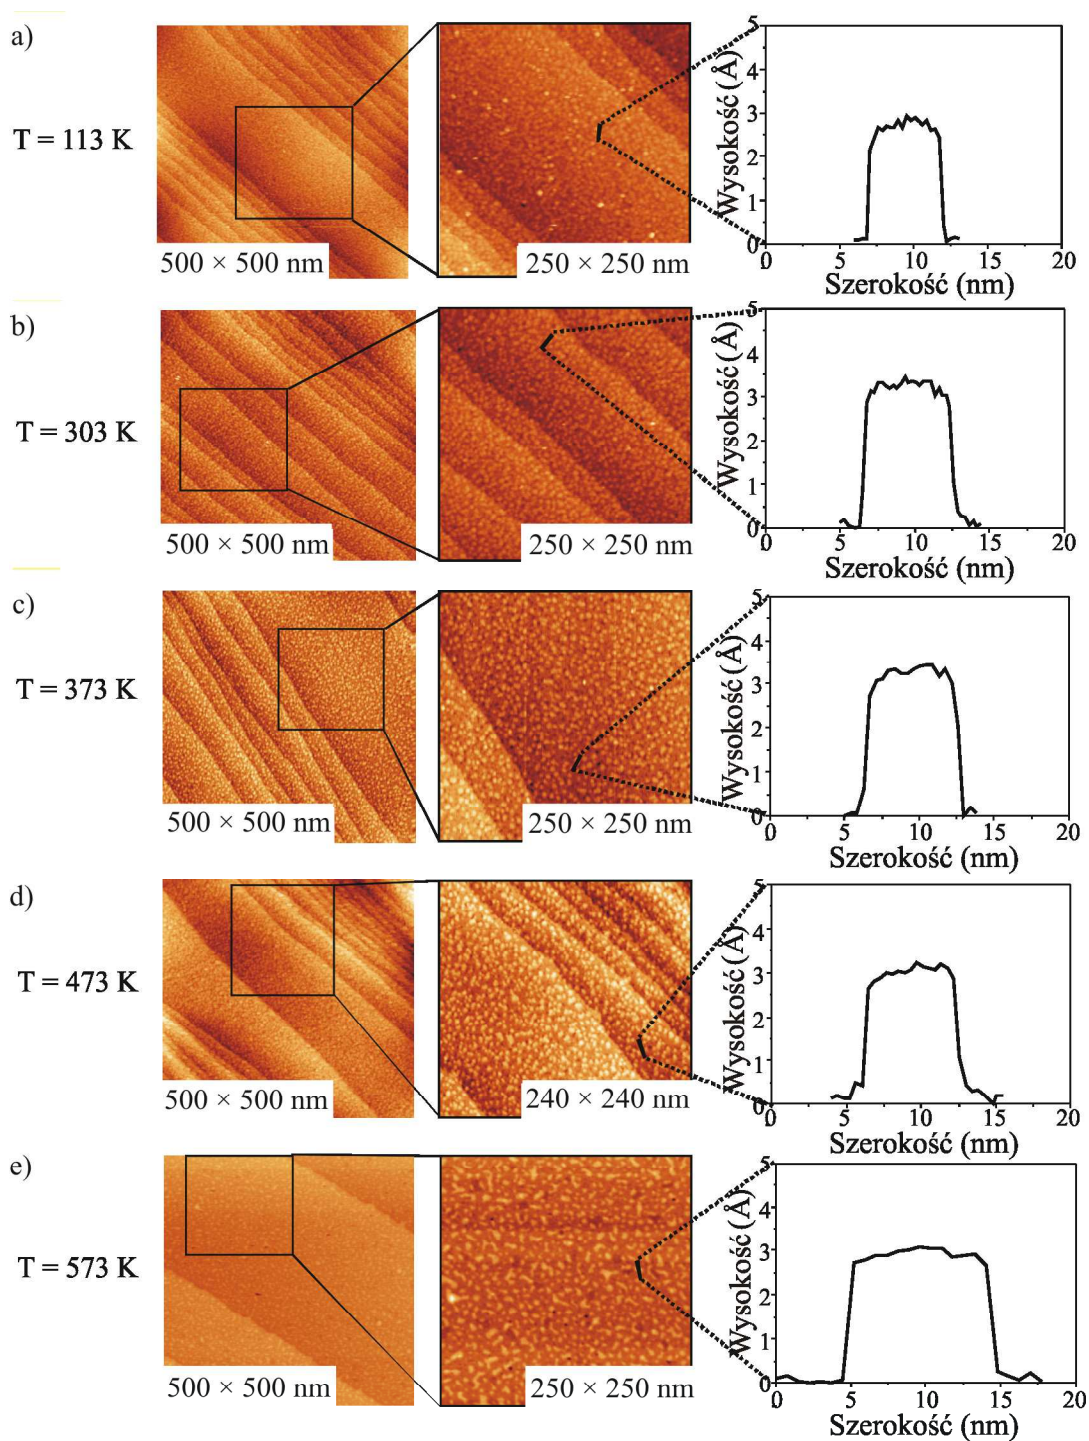 a)
T = 113 K
500 × 500 nm
250 × 250 nm
Wysokość (Å)
5
4
3
2
1
0
0 5 10 15 20
Szerokość (nm)
b)
T = 303 K
500 × 500 nm
250 × 250 nm
Wysokość (Å)
5
4
3
2
1
0
0 5 10 15 20
Szerokość (nm)
c)
T = 373 K
500 × 500 nm
250 × 250 nm
Wysokość (Å)
5
4
3
2
1
0
0 5 10 15 20
Szerokość (nm)
d)
T = 473 K
500 × 500 nm
240 × 240 nm
Wysokość (Å)
5
4
3
2
1
0
0 5 10 15 20
Szerokość (nm)
e)
T = 573 K
500 × 500 nm
250 × 250 nm
Wysokość (Å)
5
4
3
2
1
0
0 5 10 15 20
Szerokość (nm)